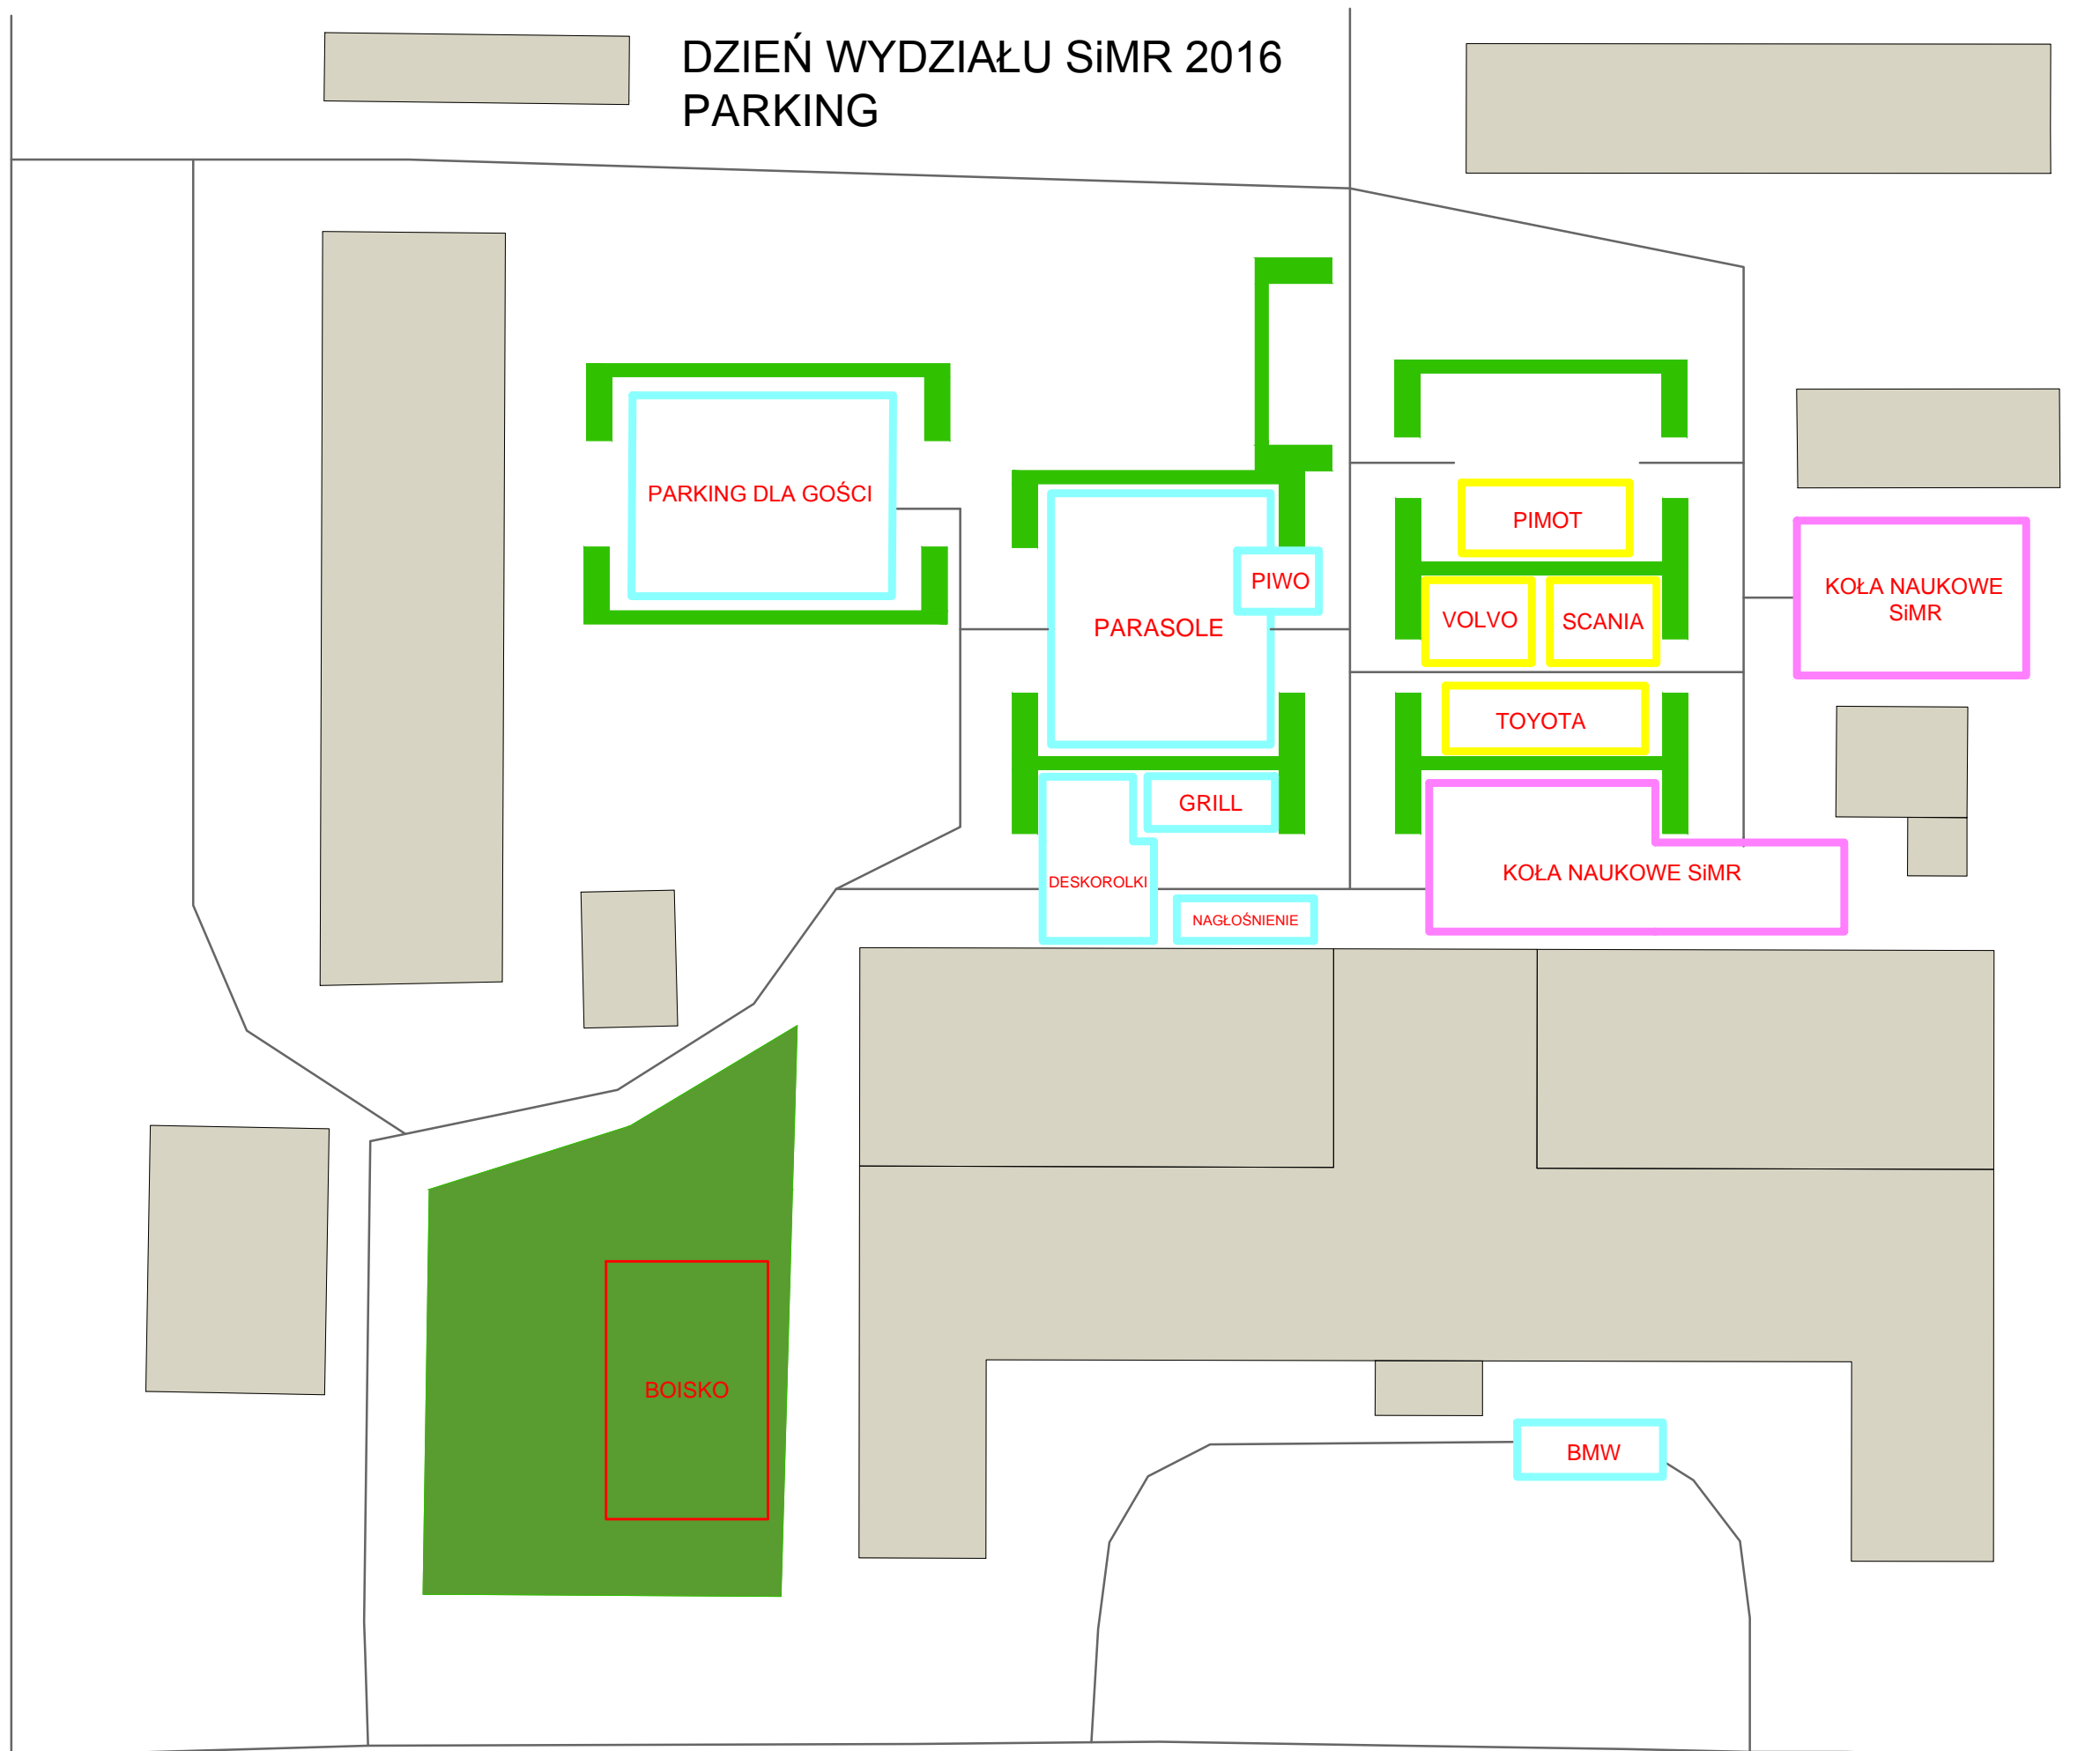 DZIEŃ WYDZIAŁU SiMR 2016
PARKING
PARKING DLA GOŚCI
PIMOT
PIWO
KOŁA NAUKOWE
SiMR
VOLVO
SCANIA
PARASOLE
TOYOTA
GRILL
KOŁA NAUKOWE SiMR
DESKOROLKI
NAGŁOŚNIENIE
BOISKO
BMW